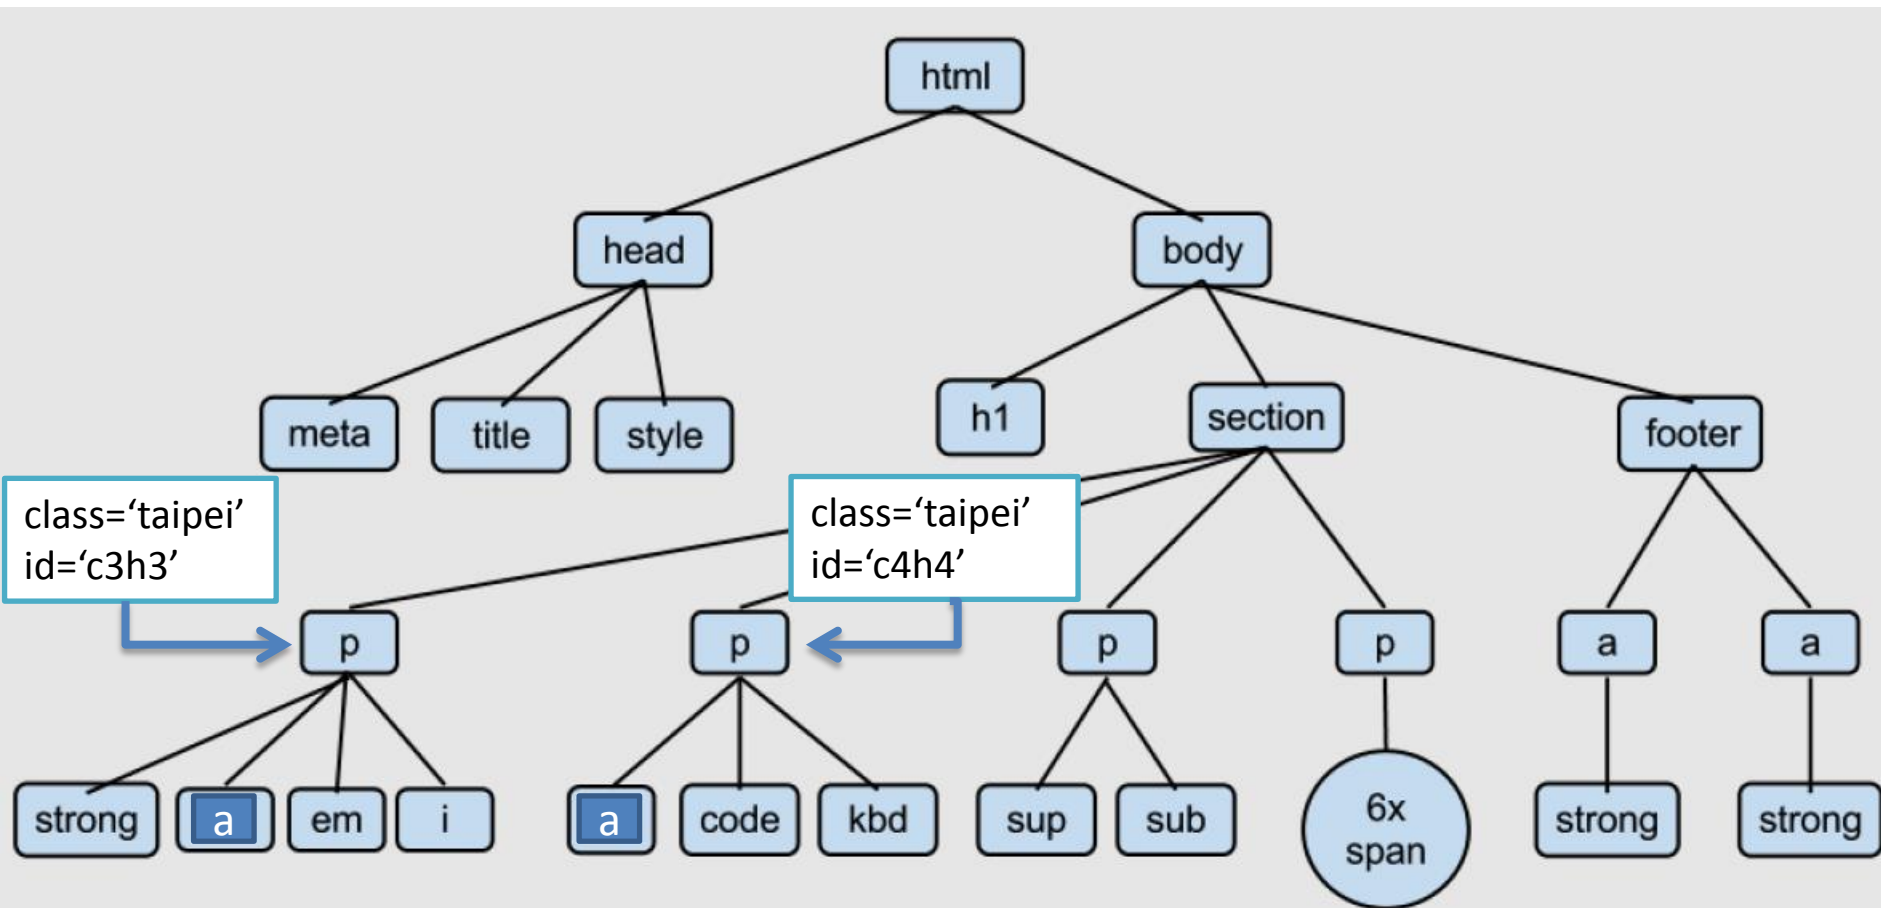 html
head
body
meta
title
style
h1
section
footer
class=‘taipei’
id=‘c3h3’
class=‘taipei’
id=‘c4h4’
p
p
p
p
a
a
strong
a
em
i
a
code
kbd
sup
sub
6x
span
strong
strong